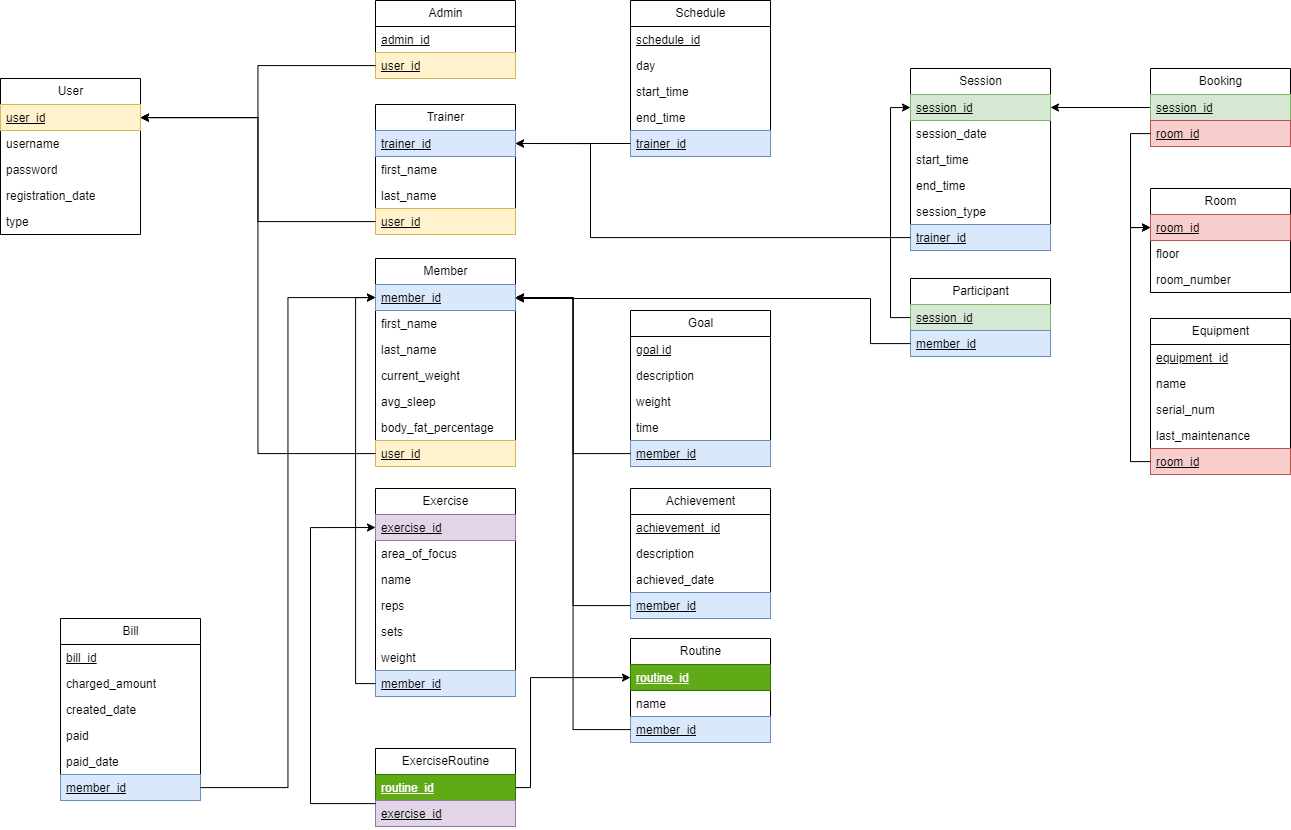 Admin
admin_id
user_id
Schedule
schedule_id
day
start_time
end_time
trainer_id
User
user_id
username
password
registration_date
type
Trainer
trainer_id
first_name
last_name
user_id
Session
session_id
session_date
start_time
end_time
session_type
trainer_id
Booking
session_id
room_id
Room
room_id
floor
room_number
Member
member_id
first_name
last_name
current_weight
avg_sleep
body_fat_percentage
user_id
Goal
goal id
description
weight
time
member_id
Participant
session_id
member_id
Equipment
equipment_id
name
serial_num
last_maintenance
room_id
Exercise
exercise_id
area_of_focus
name
reps
sets
weight
member_id
Achievement
achievement_id
description
achieved_date
member_id
Bill
bill_id
charged_amount
created_date
paid
paid_date
member_id
Routine
routine_id
name
member_id
ExerciseRoutine
routine_id
exercise_id